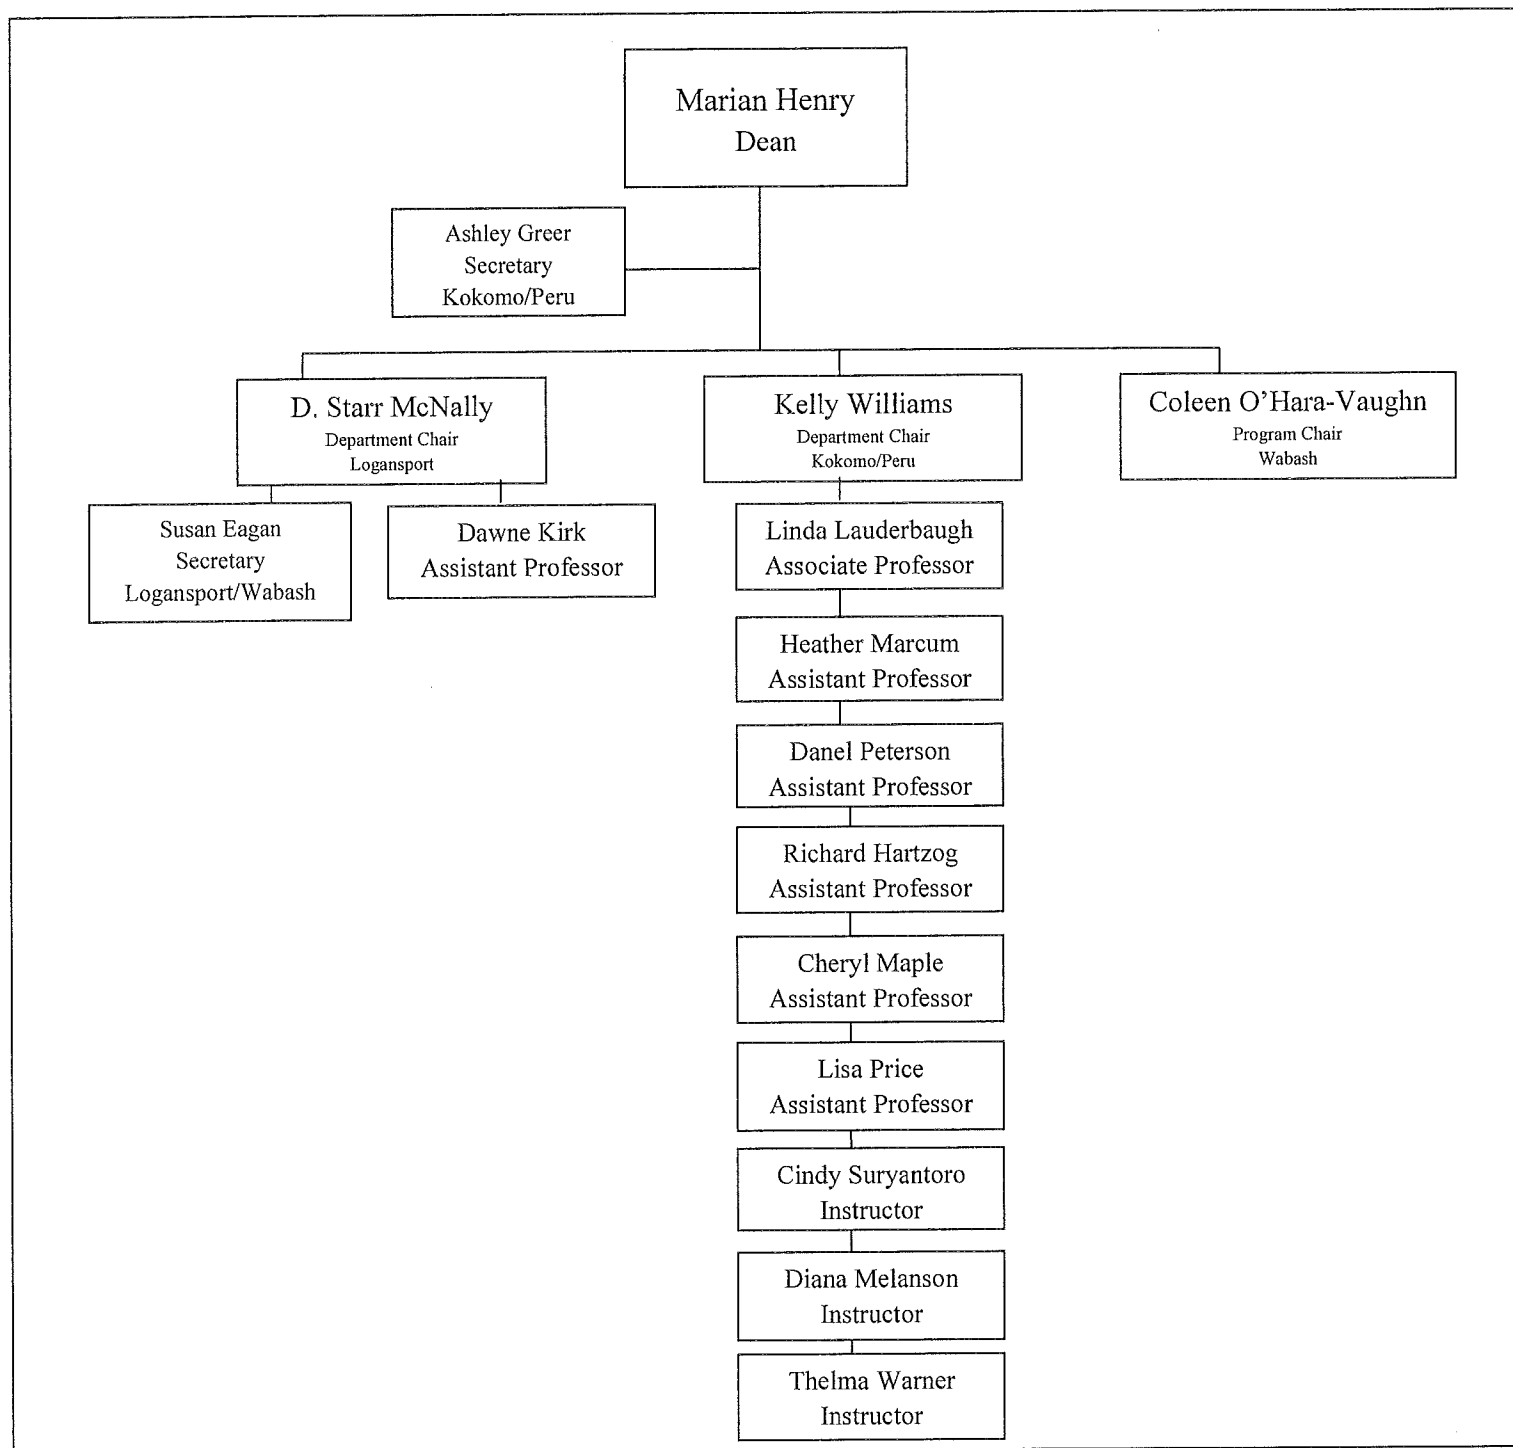 Marian Henry
Dean
Ashley Greer
Secretary
Kokomo/Peru
D. Starr McNally
Department Chair
Logansport
Kelly Williams
Department Chair
Kokomo/Peru
Coleen O'Hara-Vaughn
Program Chair
Wabash
Susan Eagan
Secretary
Logansport/Wabash
Dawne Kirk
Assistant Professor
Linda Lauderbaugh
Associate Professor
Heather Marcum
Assistant Professor
Danel Peterson
Assistant Professor
Richard Hartzog
Assistant Professor
Cheryl Maple
Assistant Professor
Lisa Price
Assistant Professor
Cindy Suryantoro
Instructor
Diana Melanson
Instructor
Thelma Warner
Instructor